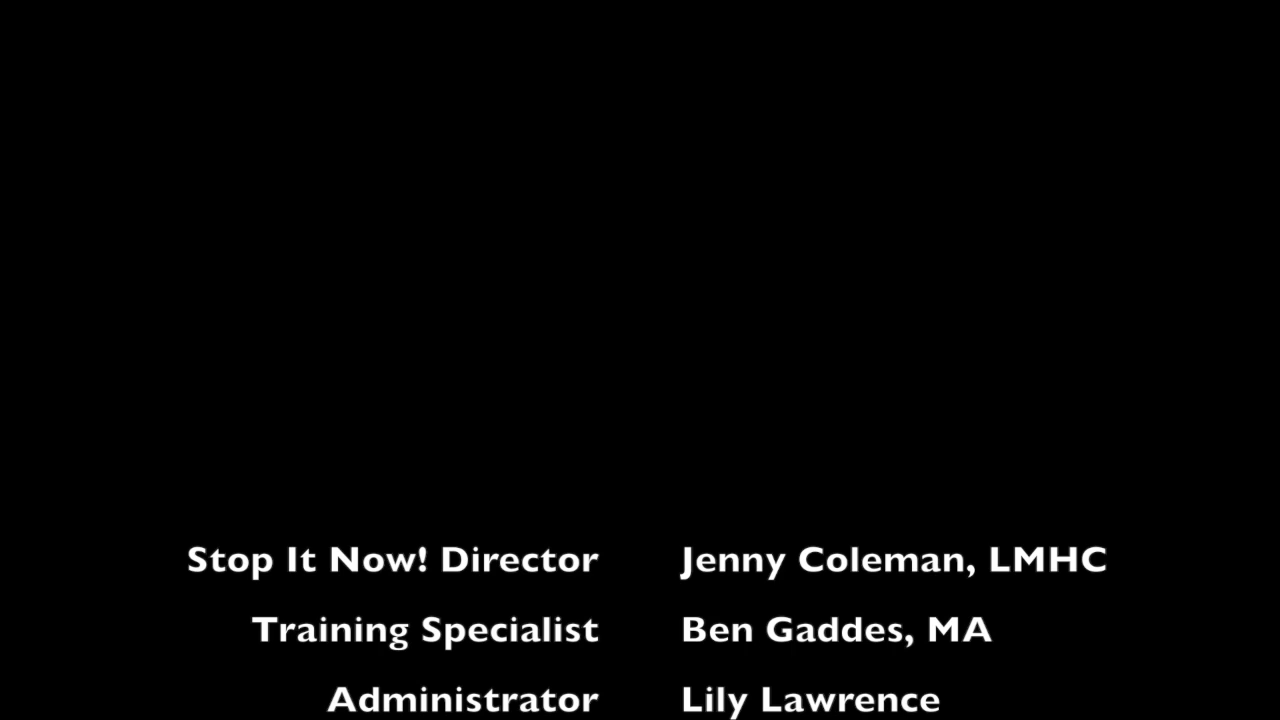 Stop It Now! Director Jenny Coleman, LMHC
Training Specialist Ben Gaddes, MA
Administrator Lily Lawrence